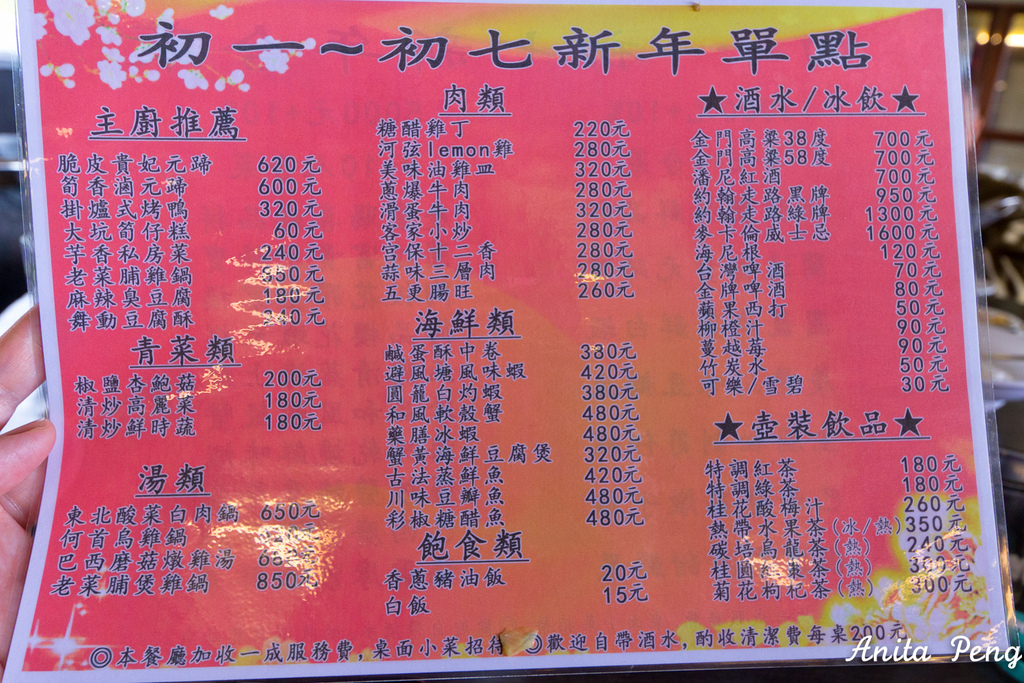 初一~初七新年單點
主廚推薦
脆皮貴妃元蹄 620元
筍香滷元蹄 600元
掛爐式烤鴨 320元
大坑筍仔糕 60元
芋香私房菜 240元
老菜脯雞鍋 元
麻辣臭豆腐 180元
舞動豆腐酥 240元
青菜類
椒鹽杏鮑菇 200元
清炒高麗菜 180元
清炒鮮時蔬 180元
湯類
東北酸菜白肉鍋 650元
何首烏雞鍋 元
巴西蘑菇燉雞湯 元
老菜脯煲雞鍋 850元
肉類
糖醋雞丁 220元
河弦lemon雞 280元
美味油雞皿 320元
蔥爆牛肉 280元
滑蛋牛肉 320元
客家小炒 280元
宮保十二香 280元
蒜味三層肉 280元
五更腸旺 260元
海鮮類
鹹蛋酥中卷 380元
避風塘風味蝦 420元
圓龍白灼蝦 380元
和風軟殼蟹 480元
藥膳冰蝦 480元
蟹黃海鮮豆腐煲 320元
古法蒸鮮魚 420元
川味豆瓣魚 480元
彩椒糖醋魚 480元
飽食類
香蔥豬油飯 20元
白飯 15元
★酒水/冰飲★
金門高粱38度 700元
金門高粱58度 700元
潘尼紅酒 700元
約翰走路黑牌 950元
約翰走路綠牌 1300元
麥卡倫威士忌 1600元
海尼根 120元
台灣啤酒 70元
金牌啤酒 80元
蘋果西打 50元
柳橙汁 90元
蔓越莓 90元
竹炭水 50元
可樂/雪碧 30元
★壺裝飲品★
特調紅茶 180元
特調綠茶 180元
桂花酸梅汁 260元
熱帶水果茶(冰/熱) 350元
碳培烏龍茶(熱) 240元
桂圓紅棗茶(熱) 元
菊花枸杞茶(熱) 300元
◎本餐廳加收一成服務費,桌面小菜招待 ◎歡迎自帶酒水,酌收清潔費每桌200元
Anita Peng